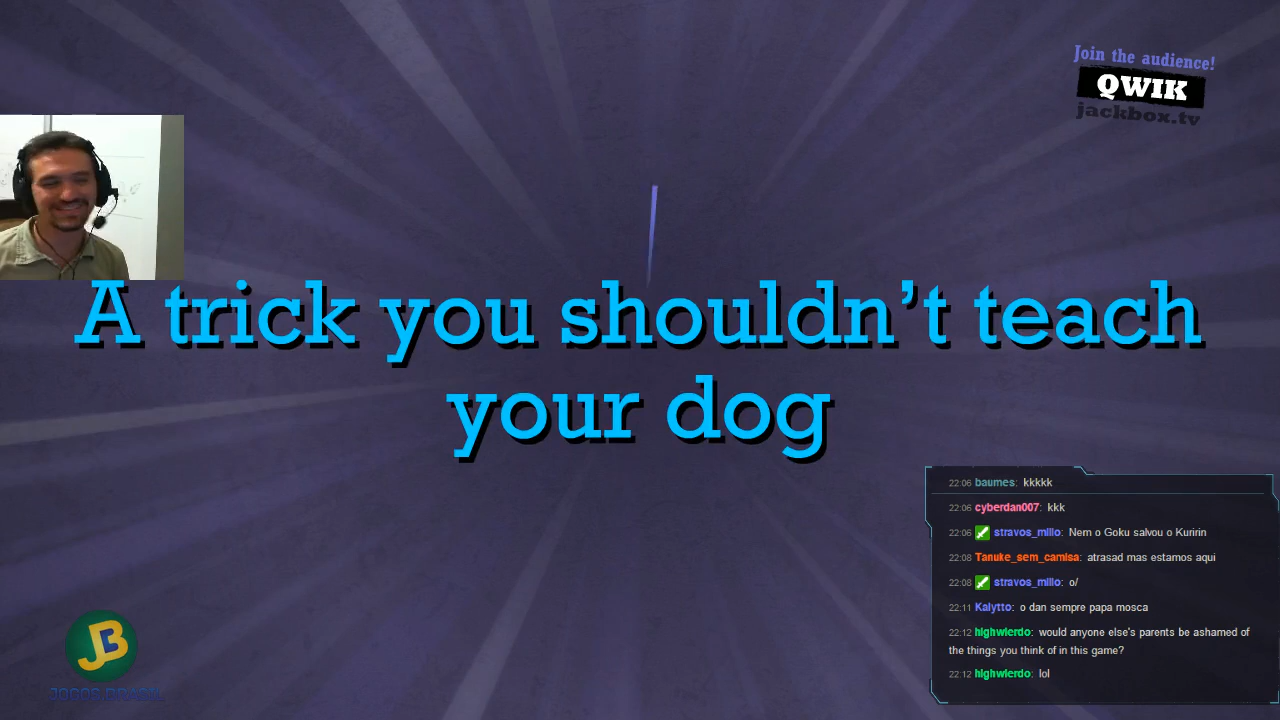 Join the audience!
QWIK
jackbox.tv
A trick you shouldn't teach
your dog
22:06 baumes: kkkkk
22:06 cyberdan007: kkk
22:06 stravos_millo: Nem o Goku salvou o Kuririn
22:08 Tanuke_sem_camisa: atrasad mas estamos aqui
22:08 stravos_millo: o/
22:11 Kalytto: o dan sempre papa mosca
22:12 highwierdo: would anyone else's parents be ashamed of
the things you think of in this game?
22:12 highwierdo: lol
JB
JOGOS BRAZIL